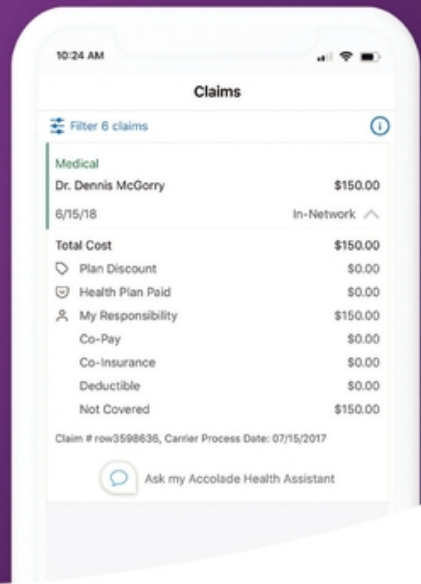 10:24 AM
Claims
Filter 6 claims
Medical
Dr. Dennis McGorry $150.00
6/15/18 In-Network
Total Cost $150.00
Plan Discount $0.00
Health Plan Paid $0.00
My Responsibility $150.00
Co-Pay $0.00
Co-Insurance $0.00
Deductible $0.00
Not Covered $150.00
Claim # row3598636, Carrier Process Date: 07/15/2017
Ask my Accolade Health Assistant